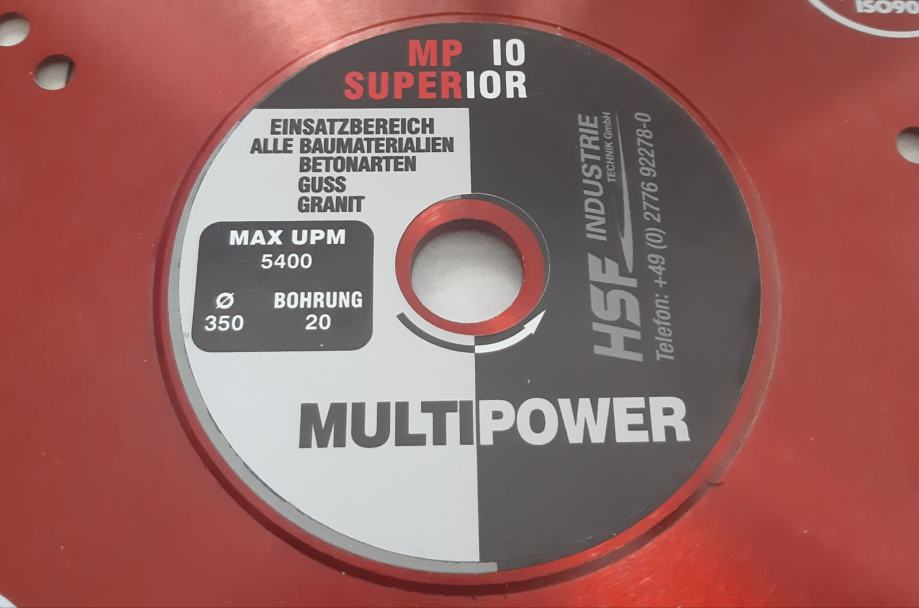 ISO90
MP 10
SUPERIOR
EINSATZBEREICH
ALLE BAUMATERIALIEN
BETONARTEN
GUSS
GRANIT
MAX UPM
5400
Ø BOHRUNG
350 20
HSF INDUSTRIE
TECHNIK GmbH
Telefon: +49 (0) 2776 92278-0
MULTIPOWER